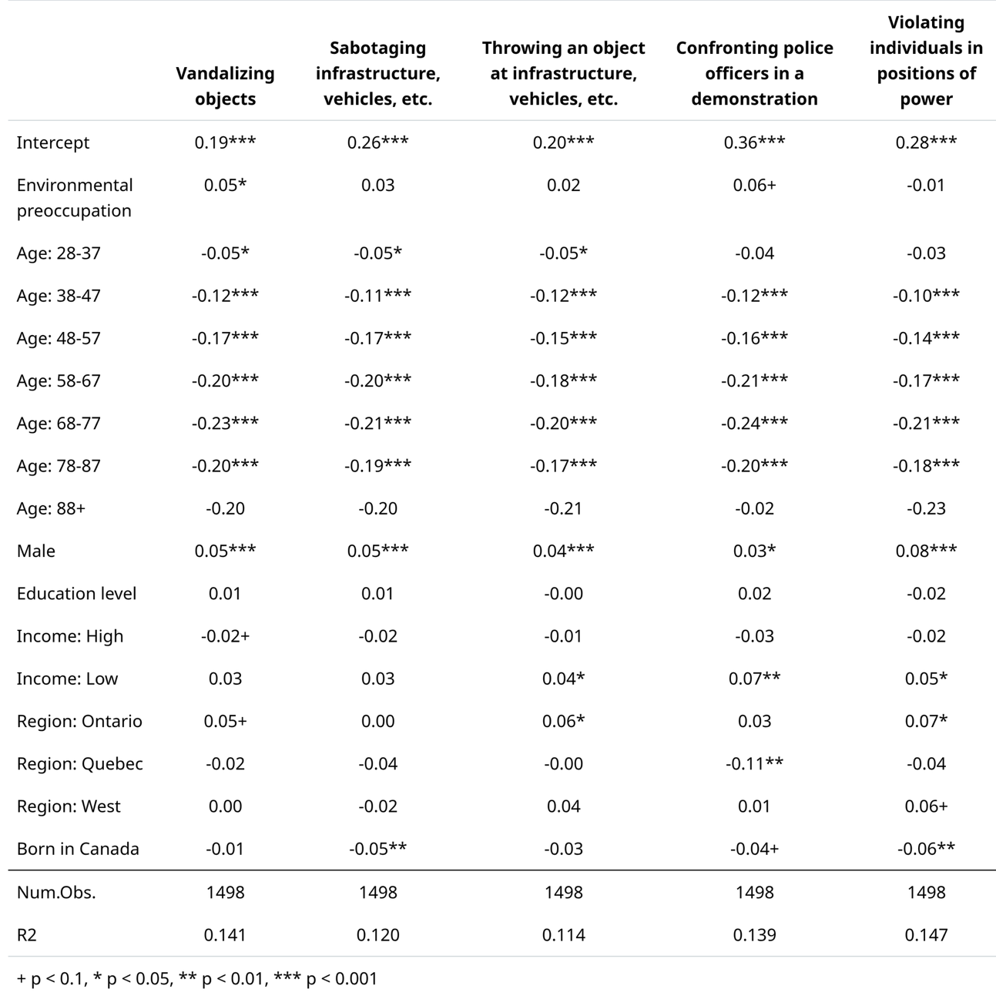 Vandalizing objects | Sabotaging infrastructure, vehicles, etc. | Throwing an object at infrastructure, vehicles, etc. | Confronting police officers in a demonstration | Violating individuals in positions of power
Intercept 0.19*** 0.26*** 0.20*** 0.36*** 0.28***
Environmental preoccupation 0.05* 0.03 0.02 0.06+ -0.01
Age: 28-37 -0.05* -0.05* -0.05* -0.04 -0.03
Age: 38-47 -0.12*** -0.11*** -0.12*** -0.12*** -0.10***
Age: 48-57 -0.17*** -0.17*** -0.15*** -0.16*** -0.14***
Age: 58-67 -0.20*** -0.20*** -0.18*** -0.21*** -0.17***
Age: 68-77 -0.23*** -0.21*** -0.20*** -0.24*** -0.21***
Age: 78-87 -0.20*** -0.19*** -0.17*** -0.20*** -0.18***
Age: 88+ -0.20 -0.20 -0.21 -0.02 -0.23
Male 0.05*** 0.05*** 0.04*** 0.03* 0.08***
Education level 0.01 0.01 -0.00 0.02 -0.02
Income: High -0.02+ -0.02 -0.01 -0.03 -0.02
Income: Low 0.03 0.03 0.04* 0.07** 0.05*
Region: Ontario 0.05+ 0.00 0.06* 0.03 0.07*
Region: Quebec -0.02 -0.04 -0.00 -0.11** -0.04
Region: West 0.00 -0.02 0.04 0.01 0.06+
Born in Canada -0.01 -0.05** -0.03 -0.04+ -0.06**
Num.Obs. 1498 1498 1498 1498 1498
R2 0.141 0.120 0.114 0.139 0.147
+ p < 0.1, * p < 0.05, ** p < 0.01, *** p < 0.001